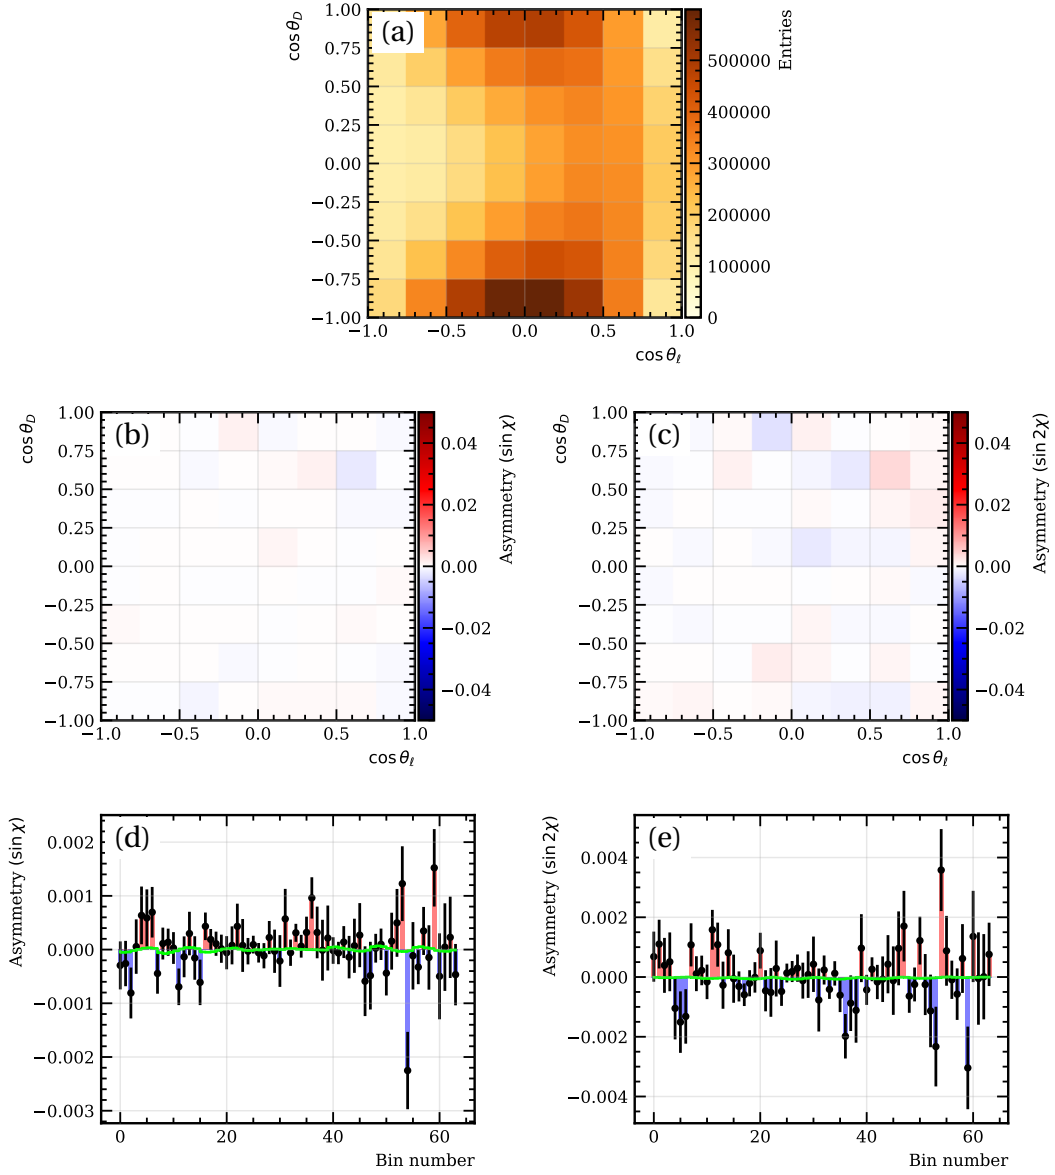 (a)
cos θ_D
1.00
0.75
0.50
0.25
0.00
−0.25
−0.50
−0.75
−1.00
−1.0 −0.5 0.0 0.5 1.0
cos θ_ℓ
Entries
500000
400000
300000
200000
100000
0
(b)
cos θ_D
1.00
0.75
0.50
0.25
0.00
−0.25
−0.50
−0.75
−1.00
−1.0 −0.5 0.0 0.5 1.0
cos θ_ℓ
Asymmetry (sin χ)
0.04
0.02
0.00
−0.02
−0.04
(c)
cos θ_D
1.00
0.75
0.50
0.25
0.00
−0.25
−0.50
−0.75
−1.00
−1.0 −0.5 0.0 0.5 1.0
cos θ_ℓ
Asymmetry (sin 2χ)
0.04
0.02
0.00
−0.02
−0.04
(d)
Asymmetry (sin χ)
0.002
0.001
0.000
−0.001
−0.002
−0.003
0 20 40 60
Bin number
(e)
Asymmetry (sin 2χ)
0.004
0.002
0.000
−0.002
−0.004
0 20 40 60
Bin number